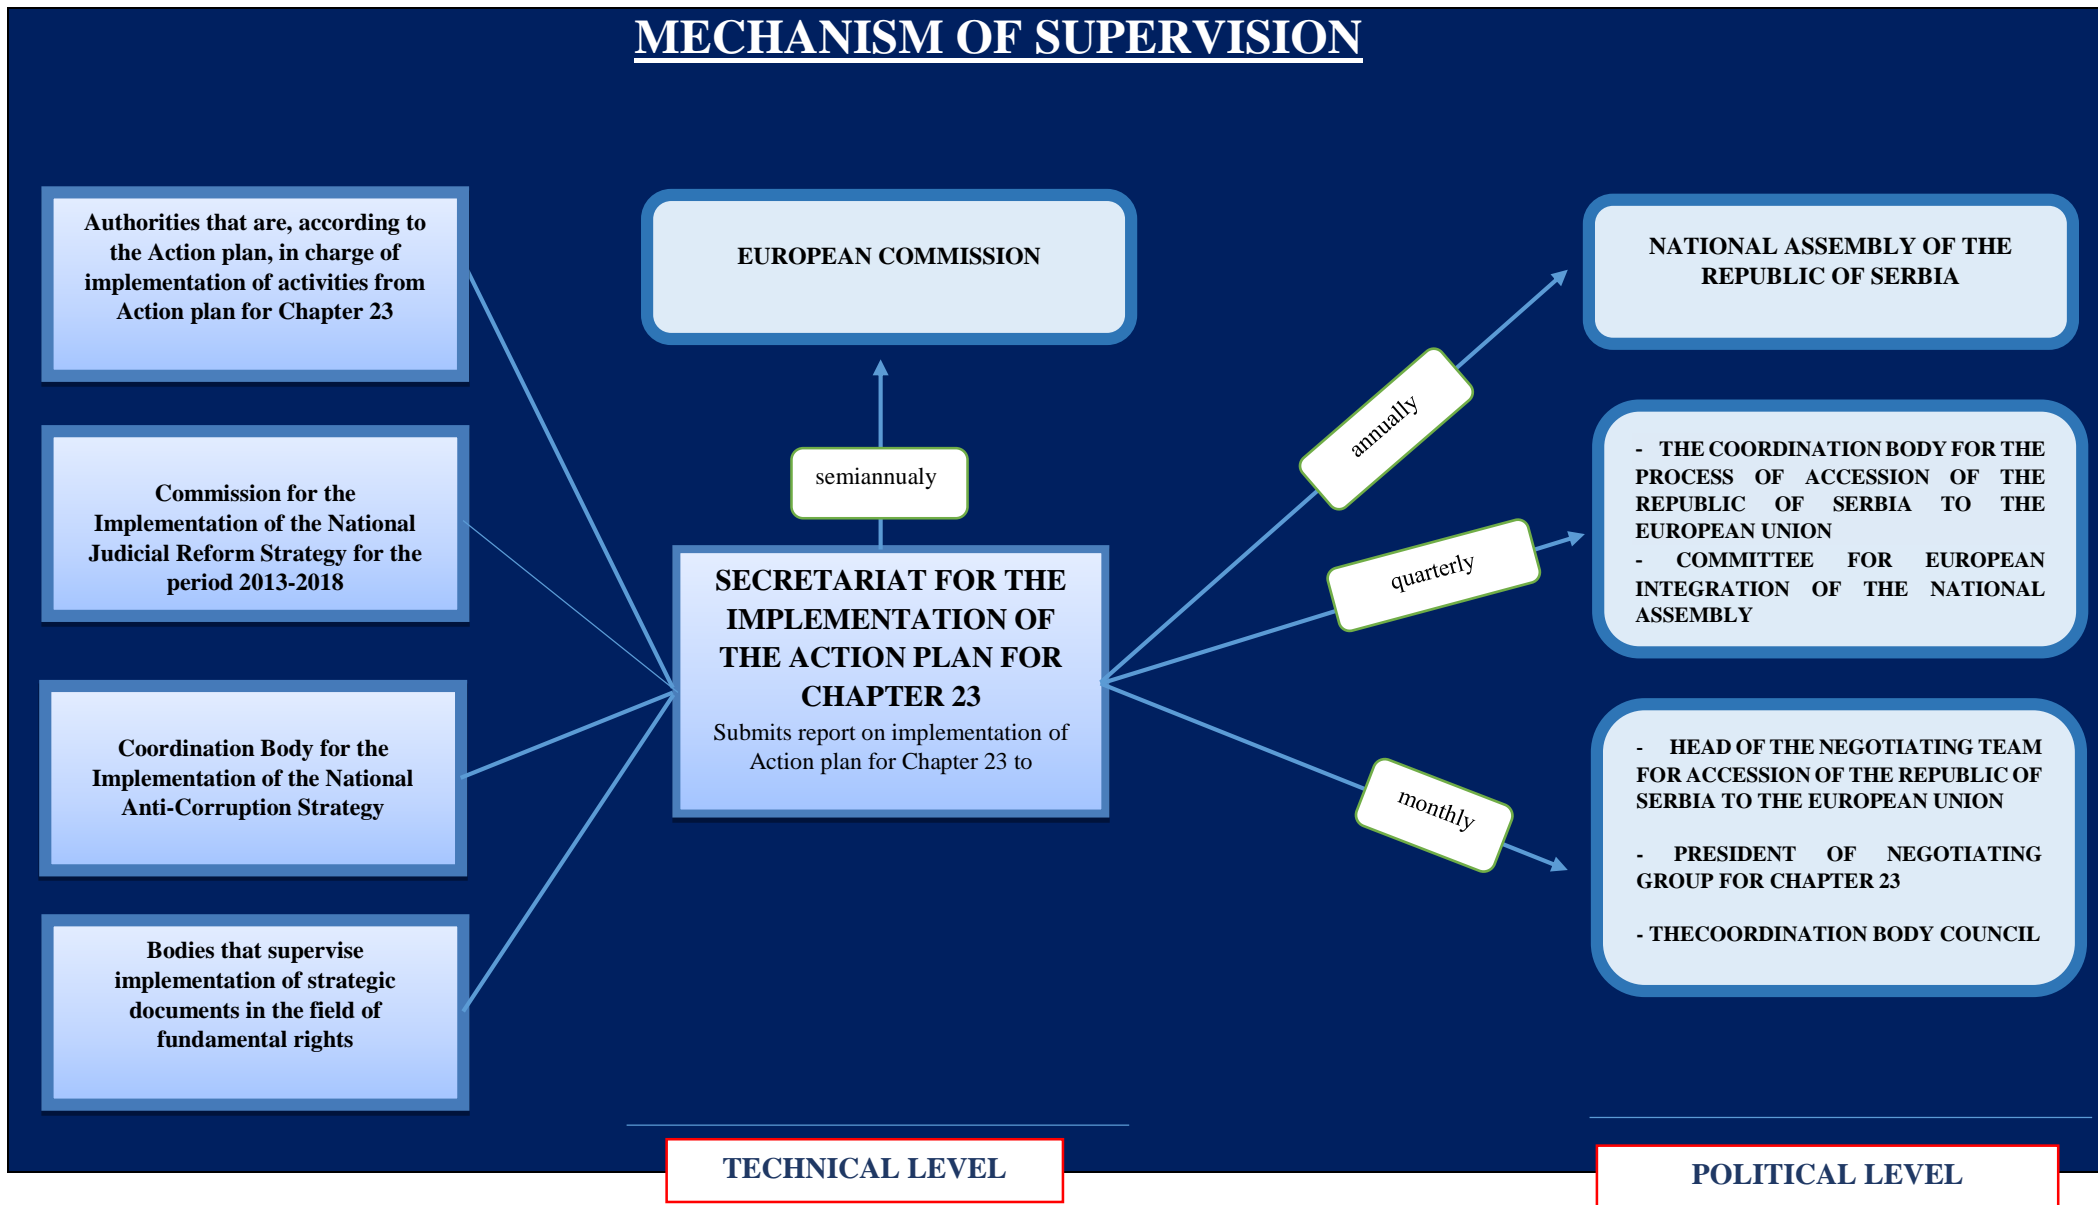 MECHANISM OF SUPERVISION
Authorities that are, according to
the Action plan, in charge of
implementation of activities from
Action plan for Chapter 23
Commission for the
Implementation of the National
Judicial Reform Strategy for the
period 2013-2018
Coordination Body for the
Implementation of the National
Anti-Corruption Strategy
Bodies that supervise
implementation of strategic
documents in the field of
fundamental rights
EUROPEAN COMMISSION
semiannualy
SECRETARIAT FOR THE
IMPLEMENTATION OF
THE ACTION PLAN FOR
CHAPTER 23
Submits report on implementation of
Action plan for Chapter 23 to
annually
quarterly
monthly
NATIONAL ASSEMBLY OF THE
REPUBLIC OF SERBIA
- THE COORDINATION BODY FOR THE
PROCESS OF ACCESSION OF THE
REPUBLIC OF SERBIA TO THE
EUROPEAN UNION
- COMMITTEE FOR EUROPEAN
INTEGRATION OF THE NATIONAL
ASSEMBLY
- HEAD OF THE NEGOTIATING TEAM
FOR ACCESSION OF THE REPUBLIC OF
SERBIA TO THE EUROPEAN UNION
- PRESIDENT OF NEGOTIATING
GROUP FOR CHAPTER 23
- THECOORDINATION BODY COUNCIL
TECHNICAL LEVEL
POLITICAL LEVEL